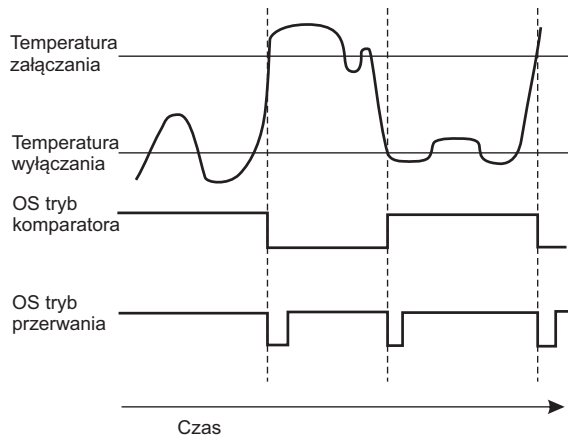 Temperatura
załączania
Temperatura
wyłączania
OS tryb
komparatora
OS tryb
przerwania
Czas